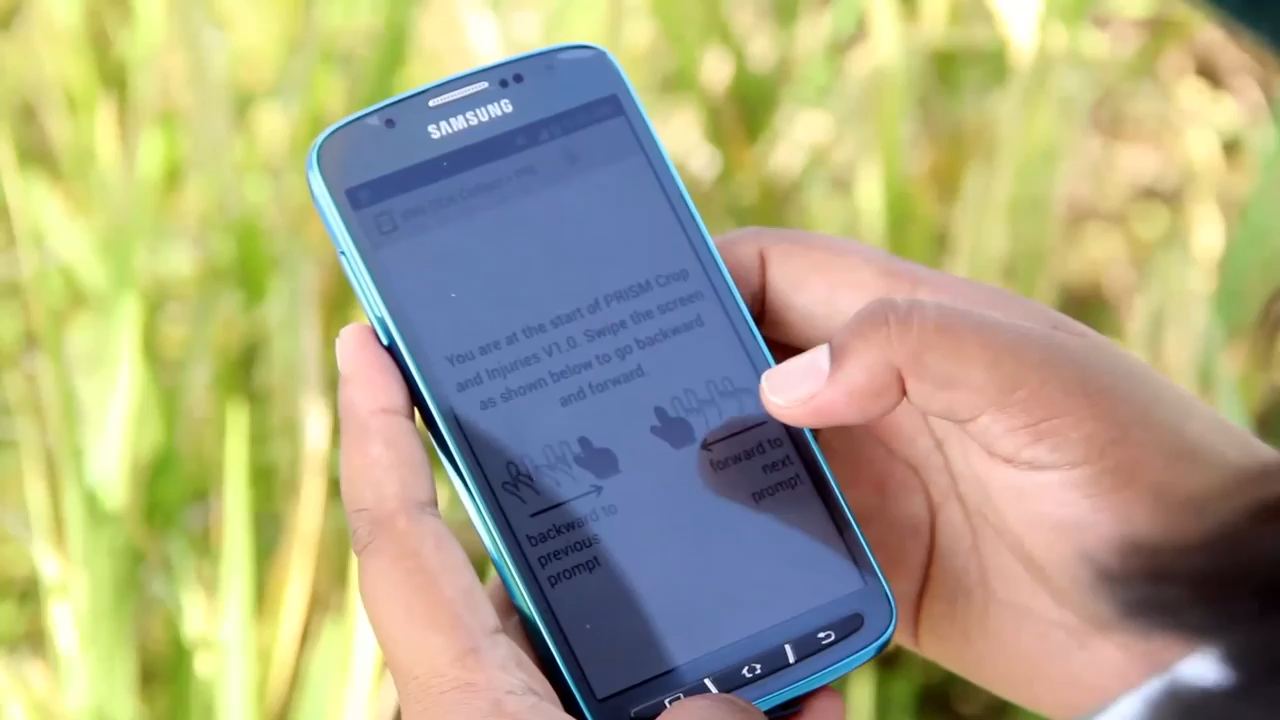 SAMSUNG
You are at the start of PRISM Crop
and Injuries V1.0. Swipe the screen
as shown below to go backward
and forward.
backward to
previous
prompt
forward to
next
prompt